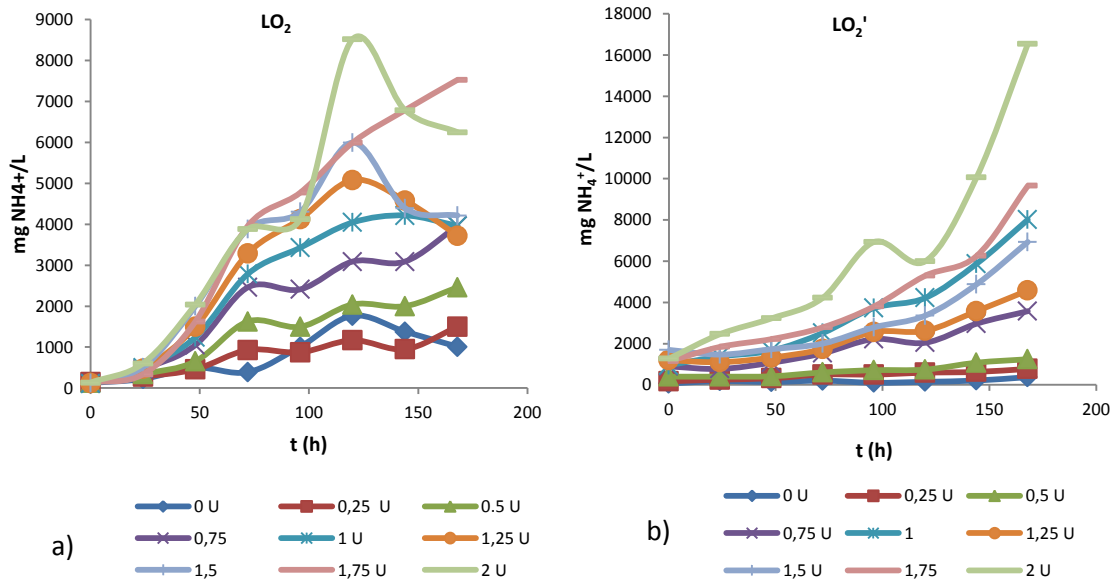 LO₂
mg NH4+/L
9000
8000
7000
6000
5000
4000
3000
2000
1000
0
0
50
100
150
200
t (h)
0 U
0,25 U
0.5 U
0,75
1 U
1,25 U
1,5
1,75 U
2 U
a)
LO₂'
mg NH₄⁺/L
18000
16000
14000
12000
10000
8000
6000
4000
2000
0
0
50
100
150
200
t (h)
0 U
0,25 U
0,5 U
0,75 U
1
1,25 U
1,5 U
1,75
2 U
b)